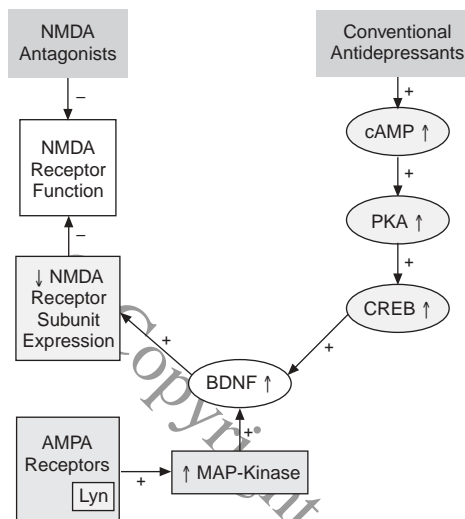 NMDA
Antagonists
Conventional
Antidepressants
–
+
cAMP ↑
NMDA
Receptor
Function
+
PKA ↑
–
+
↓ NMDA
Receptor
Subunit
Expression
CREB ↑
+
+
BDNF ↑
Copyright
+
AMPA
Receptors
Lyn
+
↑ MAP-Kinase